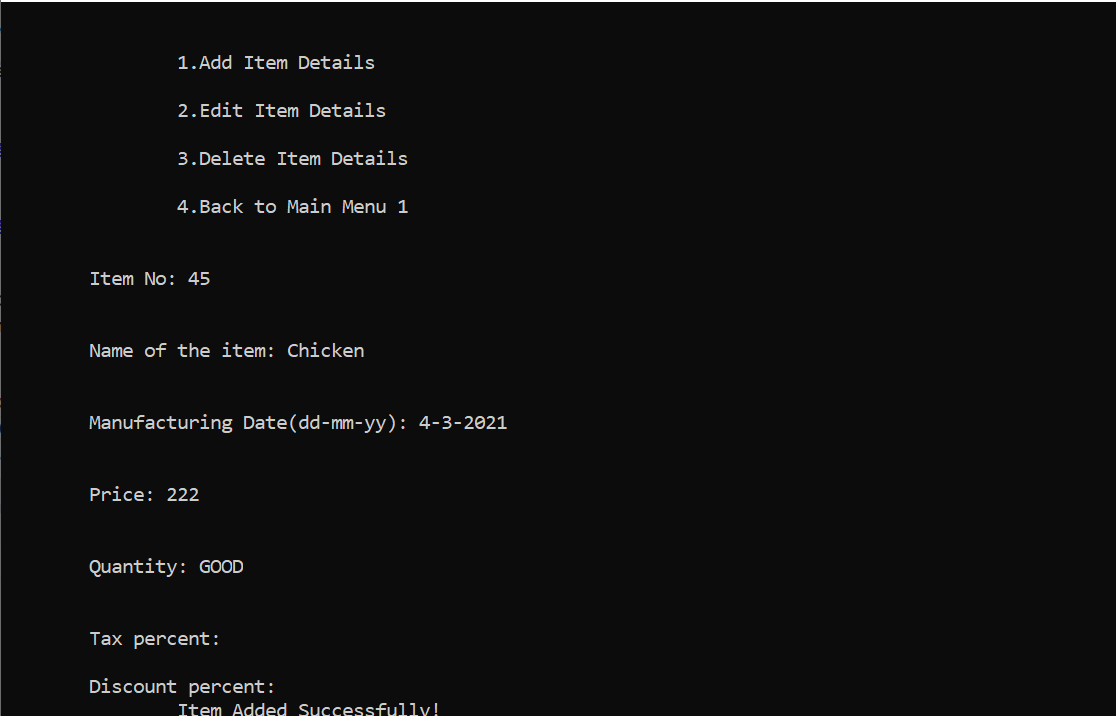 1.Add Item Details
2.Edit Item Details
3.Delete Item Details
4.Back to Main Menu 1
Item No: 45
Name of the item: Chicken
Manufacturing Date(dd-mm-yy): 4-3-2021
Price: 222
Quantity: GOOD
Tax percent:
Discount percent:
Item Added Successfully!